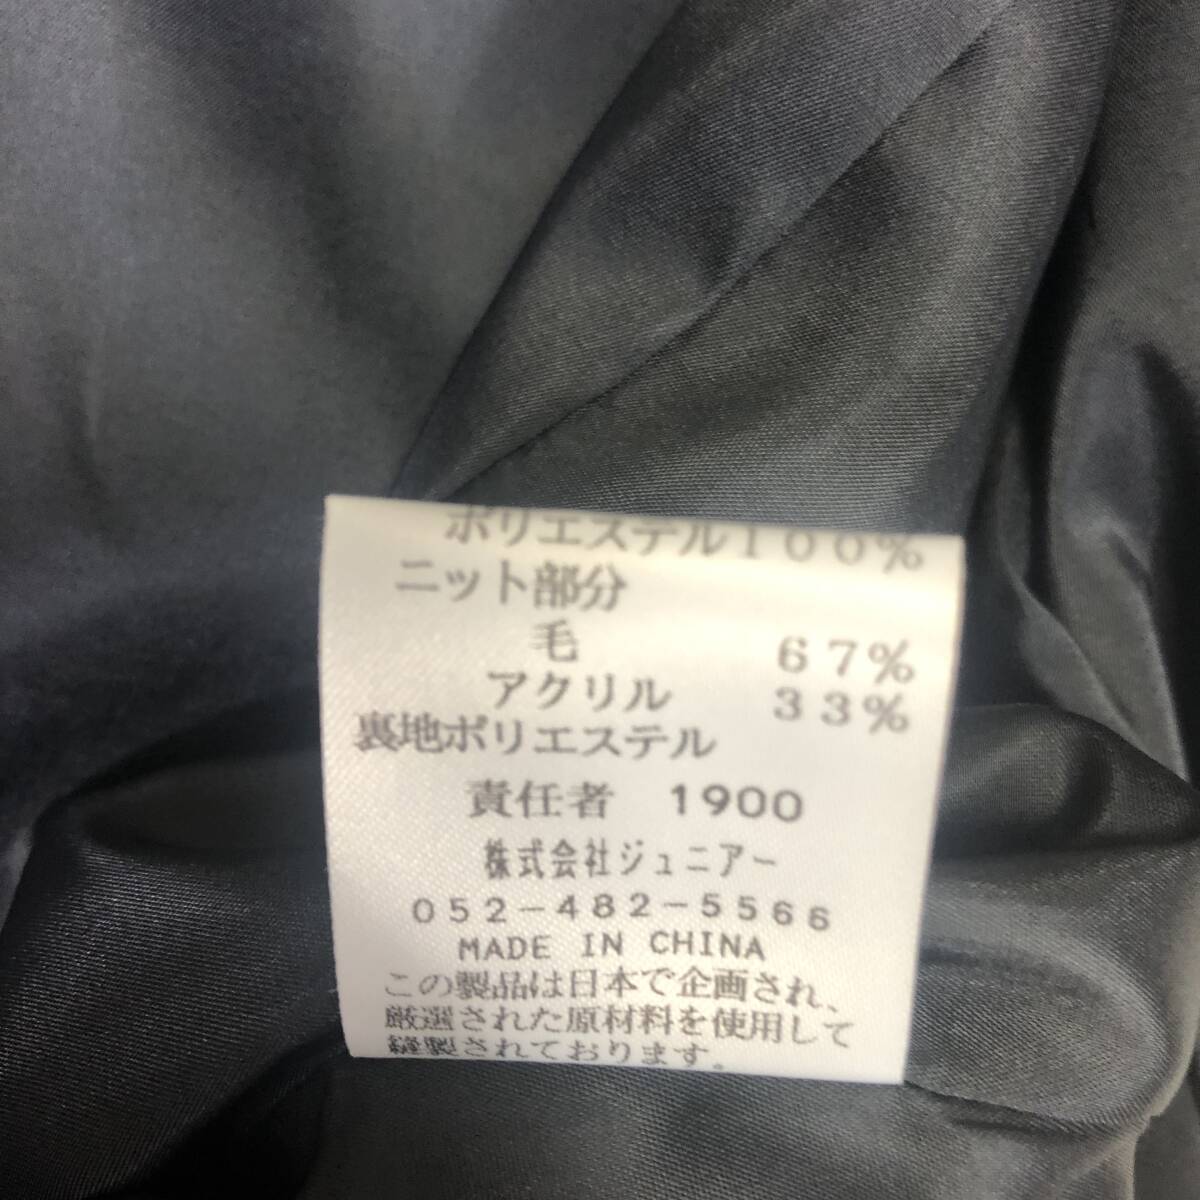 ポリエステル100%
ニット部分
毛 67%
アクリル 33%
裏地ポリエステル
責任者 1900
株式会社ジュニアー
052-482-5566
MADE IN CHINA
この製品は日本で企画され、
厳選された原材料を使用して
縫製されております。